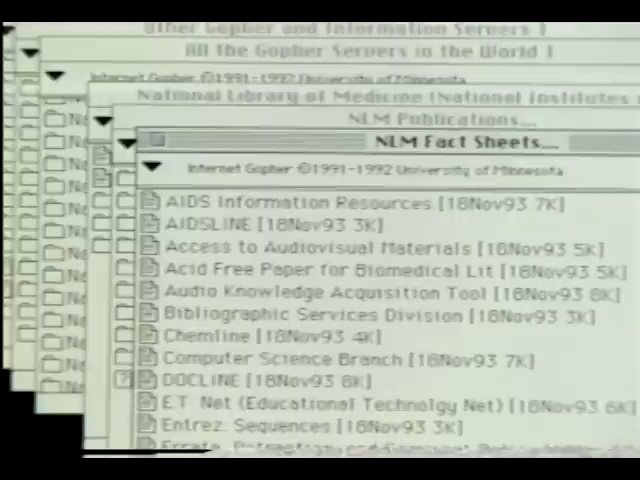 Other Gopher and Information Servers
All the Gopher Servers in the World
Internet Gopher ©1991-1992 University of Minnesota
National Library of Medicine (National Institutes
NLM Publications...
NLM Fact Sheets...
Internet Gopher ©1991-1992 University of Minnesota
AIDS Information Resources [18Nov93 7K]
AIDSLINE [18Nov93 3K]
Access to Audiovisual Materials [18Nov93 5K]
Acid Free Paper for Biomedical Lit [18Nov93 5K]
Audio Knowledge Acquisition Tool [18Nov93 8K]
Bibliographic Services Division [18Nov93 3K]
Chemline [18Nov93 4K]
Computer Science Branch [18Nov93 7K]
DOCLINE [18Nov93 8K]
E.T. Net (Educational Technolgy Net) [18Nov93 6K]
Entrez: Sequences [18Nov93 3K]